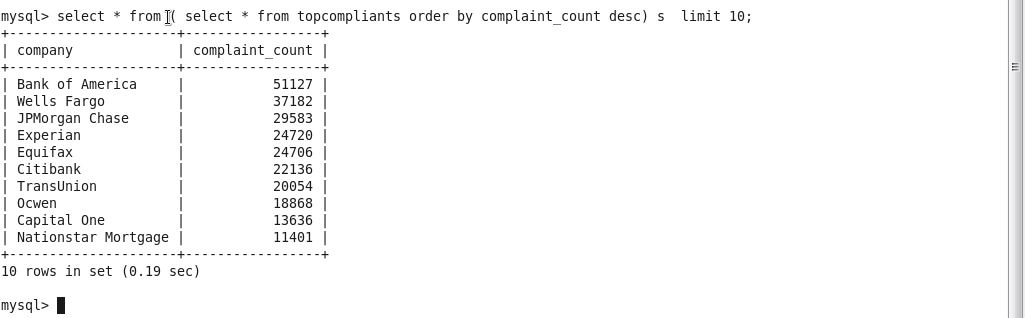 mysql> select * from ( select * from topcompliants order by complaint_count desc) s  limit 10;
+---------------------+-----------------+
| company             | complaint_count |
+---------------------+-----------------+
| Bank of America     |           51127 |
| Wells Fargo         |           37182 |
| JPMorgan Chase      |           29583 |
| Experian            |           24720 |
| Equifax             |           24706 |
| Citibank            |           22136 |
| TransUnion          |           20054 |
| Ocwen               |           18868 |
| Capital One         |           13636 |
| Nationstar Mortgage |           11401 |
+---------------------+-----------------+
10 rows in set (0.19 sec)
mysql>